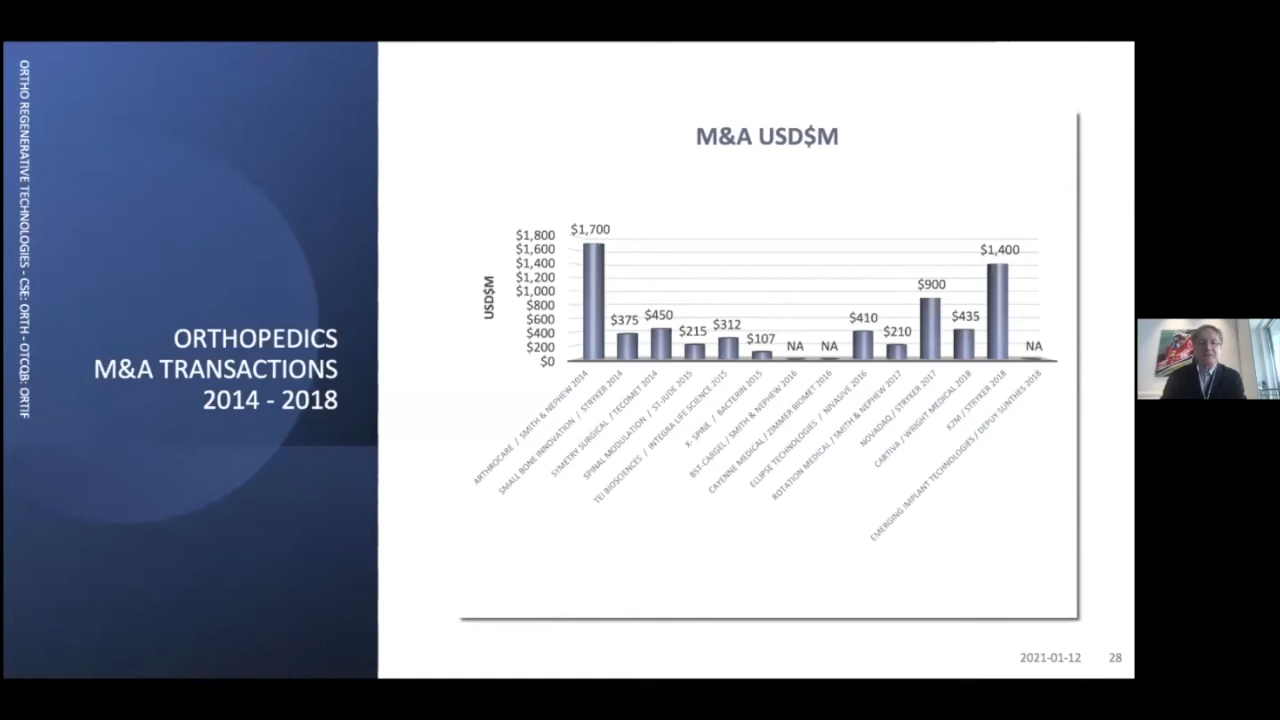 ORTHO REGENERATIVE TECHNOLOGIES - CSE: ORTH - OTCQB: ORTIF
ORTHOPEDICS
M&A TRANSACTIONS
2014 - 2018
M&A USD$M
USD$M
$1,800
$1,600
$1,400
$1,200
$1,000
$800
$600
$400
$200
$0
$1,700
$375
$450
$215
$312
$107
NA
NA
$410
$210
$900
$435
$1,400
NA
ARTHROCARE / SMITH & NEPHEW 2014
SMALL BONE INNOVATION / STRYKER 2014
SYMETRY SURGICAL / TECOMET 2014
SPINAL MODULATION / ST-JUDE 2015
TEI BIOSCIENCES / INTEGRA LIFE SCIENCE 2015
X- SPINE / BACTERIN 2015
BST-CARGEL / SMITH & NEPHEW 2016
CAYENNE MEDICAL / ZIMMER BIOMET 2016
ELLIPSE TECHNOLOGIES / NIVASIVE 2016
ROTATION MEDICAL / SMITH & NEPHEW 2017
NOVADAQ / STRYKER 2017
CARTIVA / WRIGHT MEDICAL 2018
K2M / STRYKER 2018
EMERGING IMPLANT TECHNOLOGIES / DEPUY SUNTHES 2018
2021-01-12 28